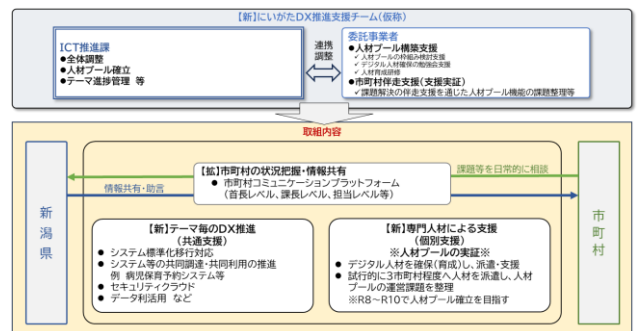 【新】にいがたDX推進支援チーム(仮称)
ICT推進課
●全体調整
●人材プール確立
●テーマ進捗管理 等
連携
調整
委託事業者
●人材プール構築支援
✓人材プールの枠組み検討支援
✓デジタル人材確保の勉強会支援
✓人材育成研修
●市町村伴走支援(支援実証)
✓課題解決の伴走支援を通じた人材プール機能の課題整理等
取組内容
【拡】市町村の状況把握・情報共有
● 市町村コミュニケーションプラットフォーム
(首長レベル、課長レベル、担当レベル等)
課題等を日常的に相談
情報共有・助言
新潟県
市町村
【新】テーマ毎のDX推進
(共通支援)
● システム標準化移行対応
● システム等の共同調達・共同利用の推進
例 病児保育予約システム等
● セキュリティクラウド
● データ利活用 など
【新】専門人材による支援
(個別支援)
※人材プールの実証※
● デジタル人材を確保(育成)し、派遣・支援
● 試行的に3市町村程度へ人材を派遣し、人材
プールの運営課題を整理
※R8~R10で人材プール確立を目指す